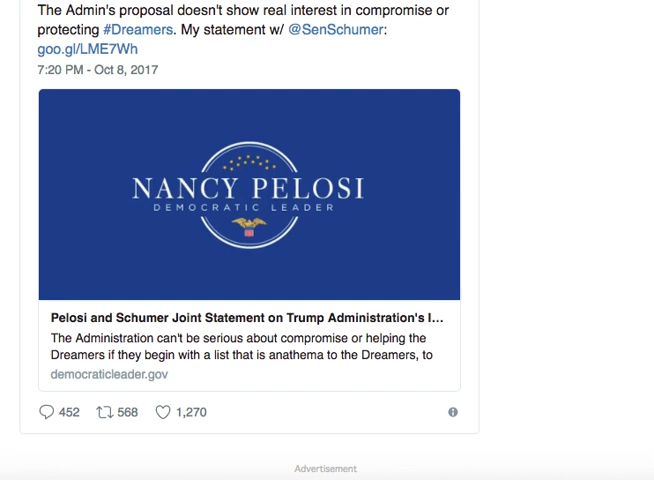 The Admin's proposal doesn't show real interest in compromise or
protecting #Dreamers. My statement w/ @SenSchumer:
goo.gl/LME7Wh
7:20 PM - Oct 8, 2017
NANCY PELOSI
DEMOCRATIC LEADER
Pelosi and Schumer Joint Statement on Trump Administration's I...
The Administration can't be serious about compromise or helping the
Dreamers if they begin with a list that is anathema to the Dreamers, to
democraticleader.gov
452 568 1,270
Advertisement